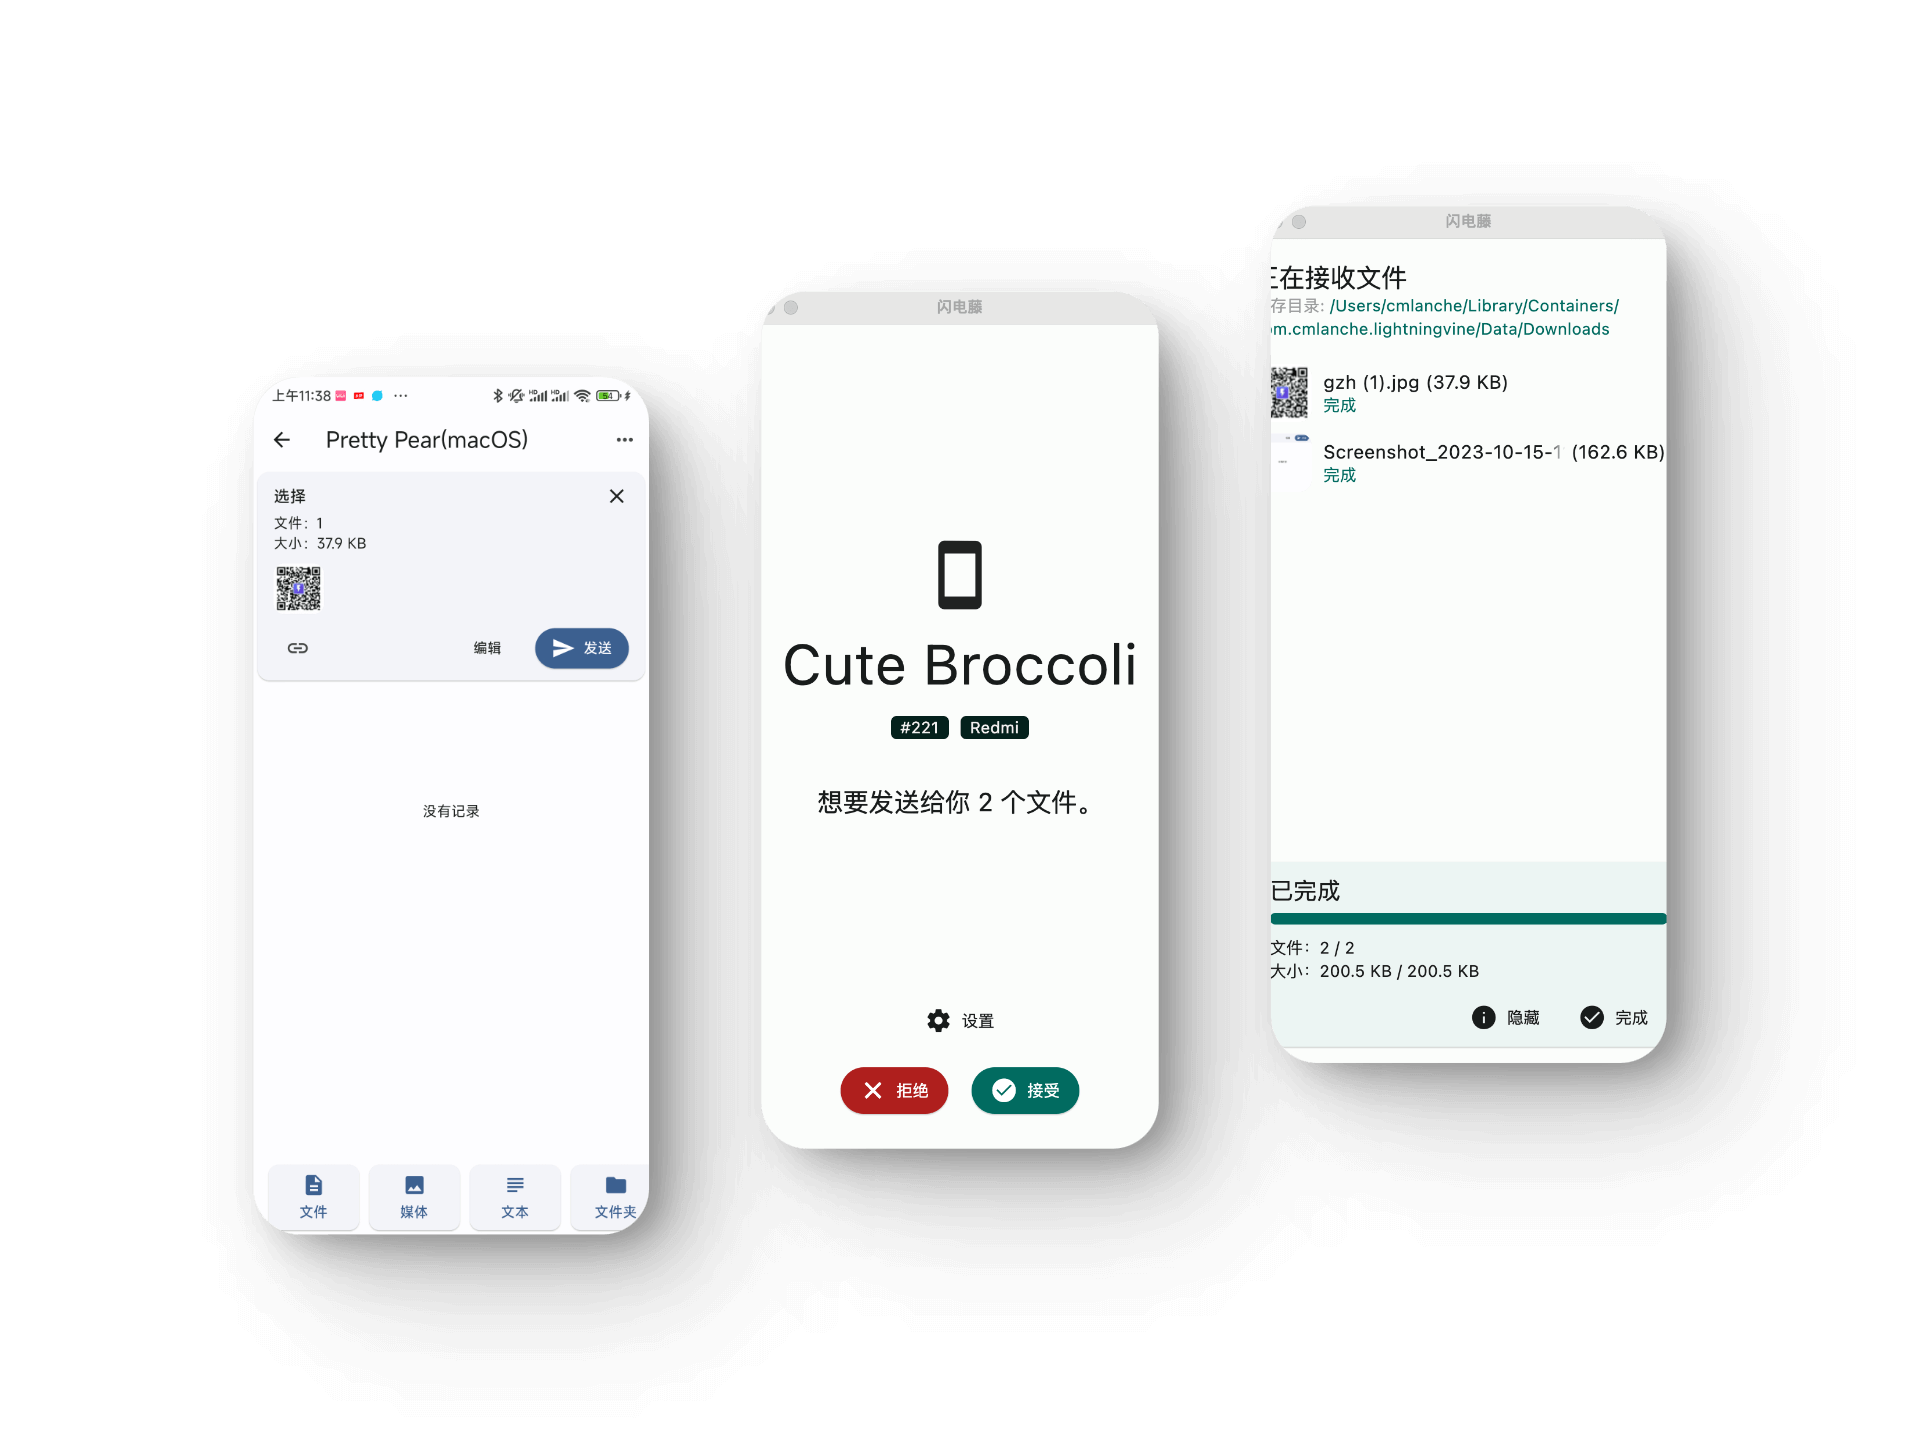 上午11:38
54
Pretty Pear(macOS)
选择
文件：1
大小：37.9 KB
编辑
发送
没有记录
文件
媒体
文本
文件夹
闪电藤
Cute Broccoli
#221
Redmi
想要发送给你 2 个文件。
设置
拒绝
接受
闪电藤
正在接收文件
存目录: /Users/cmlanche/Library/Containers/
om.cmlanche.lightningvine/Data/Downloads
gzh (1).jpg (37.9 KB)
完成
Screenshot_2023-10-15-1 (162.6 KB)
完成
已完成
文件：2 / 2
大小：200.5 KB / 200.5 KB
隐藏
完成